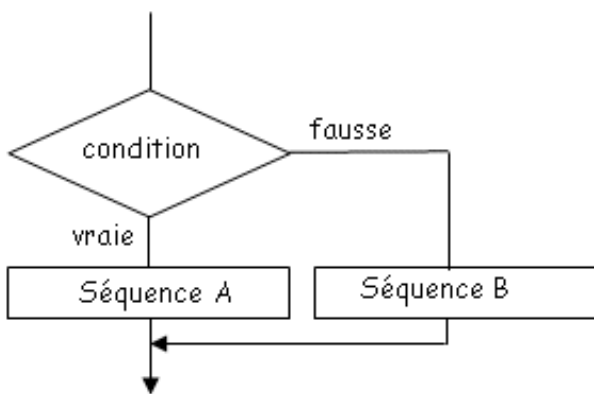 condition
fausse
vraie
Séquence A
Séquence B